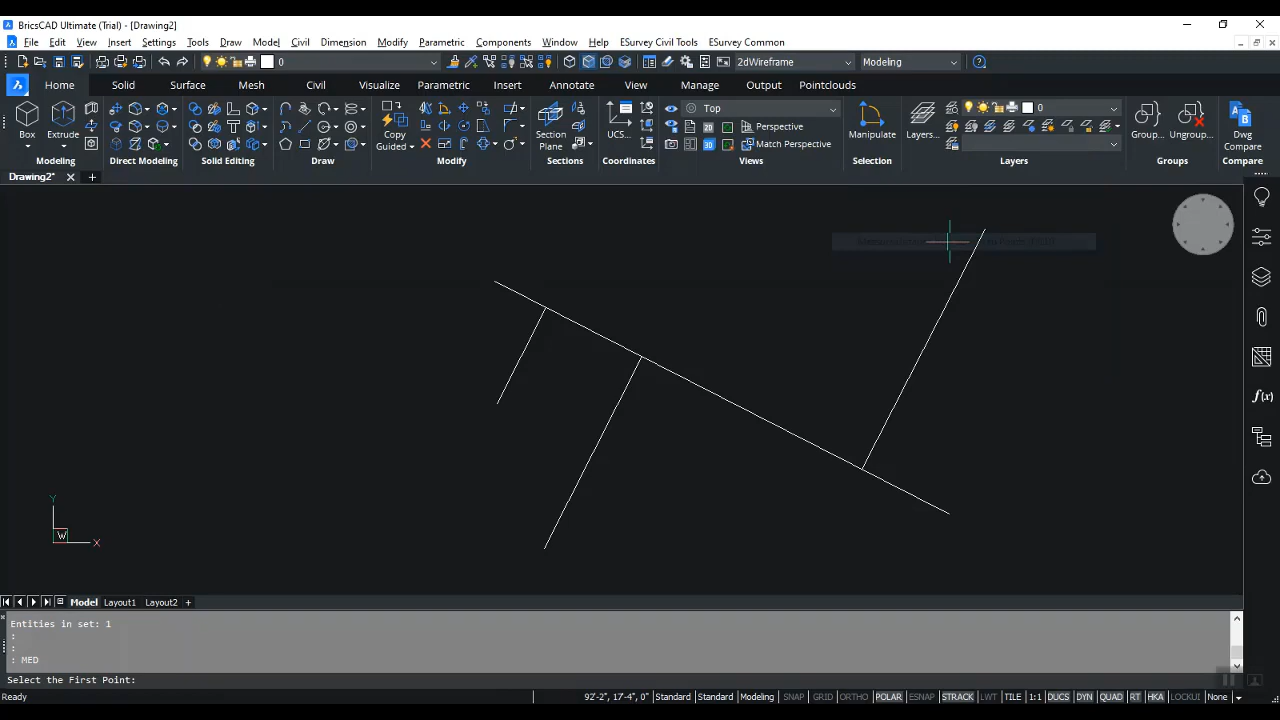 BricsCAD Ultimate (Trial) - [Drawing2]
File Edit View Insert Settings Tools Draw Model Civil Dimension Modify Parametric Components Window Help ESurvey Civil Tools ESurvey Common
0 2dWireframe Modeling
Home Solid Surface Mesh Civil Visualize Parametric Insert Annotate View Manage Output Pointclouds
Top 0
Perspective
Box Extrude Copy Guided Section Plane UCS... Match Perspective Manipulate Layers... Group... Ungroup... Dwg Compare
Modeling Direct Modeling Solid Editing Draw Modify Sections Coordinates Views Selection Layers Groups Compare
Drawing2*
f(x)
Y
W
X
Model Layout1 Layout2
Entities in set: 1
:
:
: MED
Select the First Point:
Ready 92'-2", 17'-4", 0" Standard Standard Modeling SNAP GRID ORTHO POLAR ESNAP STRACK LWT TILE 1:1 DUCS DYN QUAD RT HKA LOCKUI None